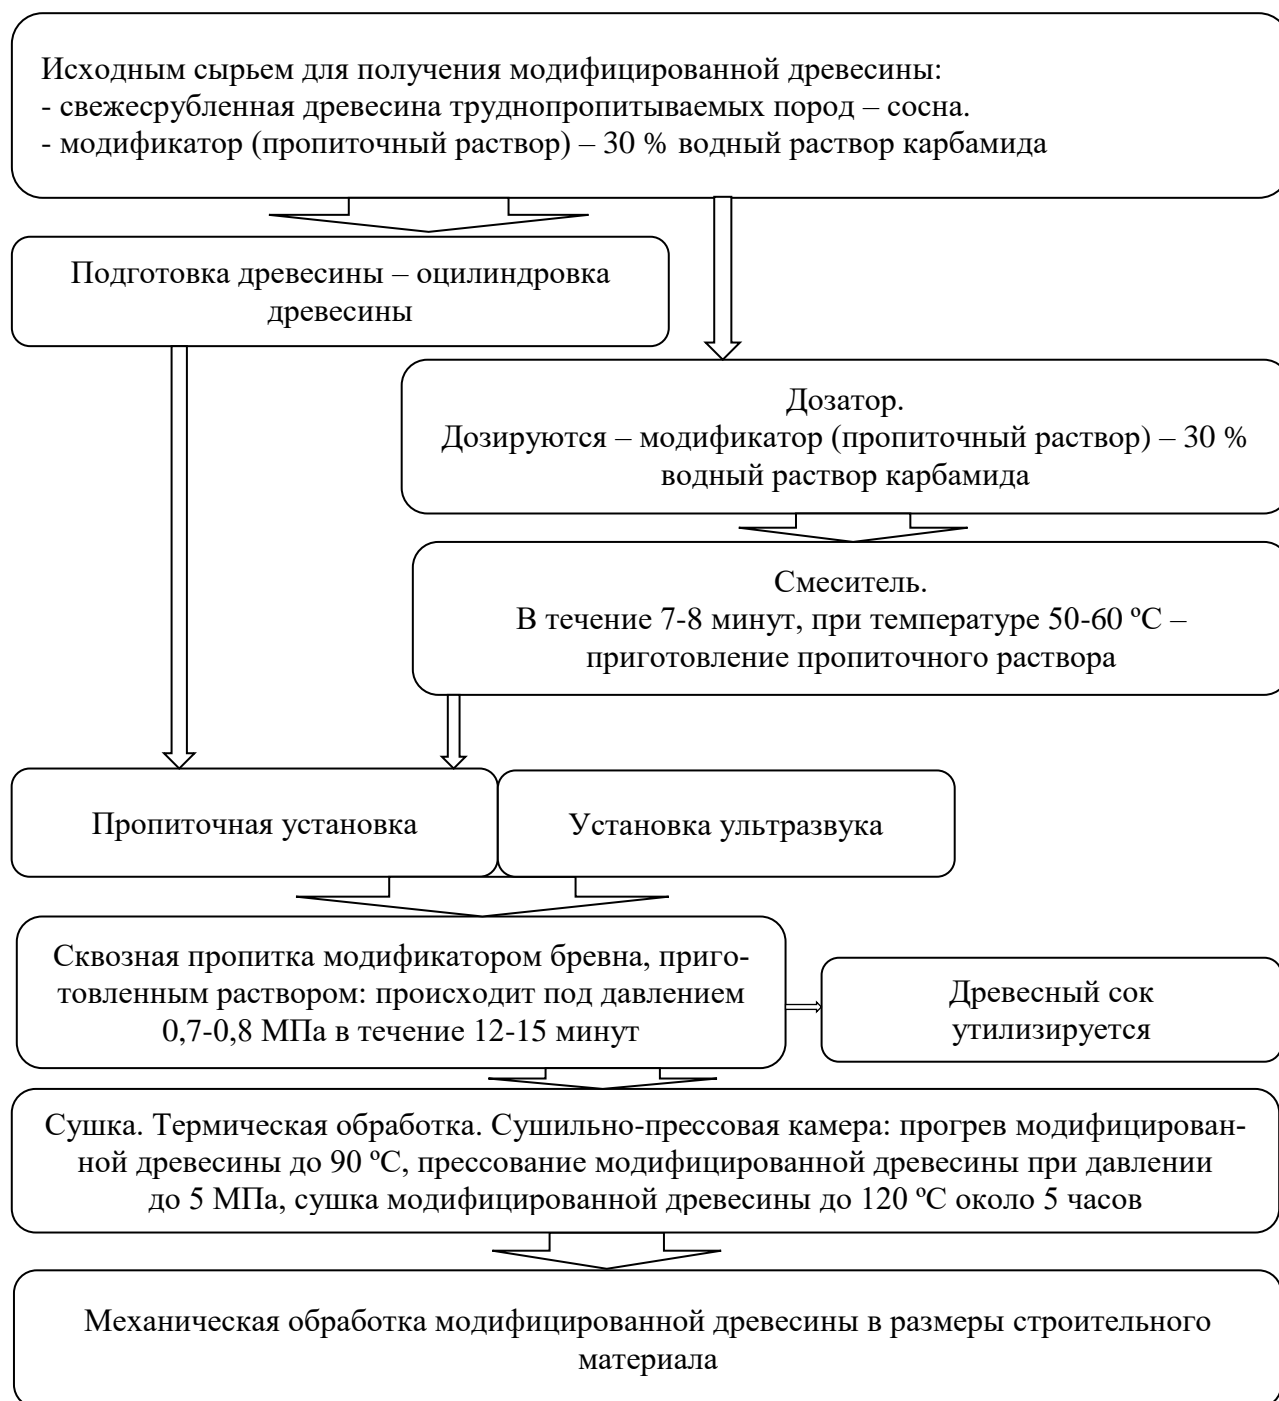 Исходным сырьем для получения модифицированной древесины:
- свежесрубленная древесина труднопропитываемых пород – сосна.
- модификатор (пропиточный раствор) – 30 % водный раствор карбамида
Подготовка древесины – оцилиндровка
древесины
Дозатор.
Дозируются – модификатор (пропиточный раствор) – 30 %
водный раствор карбамида
Смеситель.
В течение 7-8 минут, при температуре 50-60 ºС –
приготовление пропиточного раствора
Пропиточная установка
Установка ультразвука
Сквозная пропитка модификатором бревна, приго-
товленным раствором: происходит под давлением
0,7-0,8 МПа в течение 12-15 минут
Древесный сок
утилизируется
Сушка. Термическая обработка. Сушильно-прессовая камера: прогрев модифицирован-
ной древесины до 90 ºС, прессование модифицированной древесины при давлении
до 5 МПа, сушка модифицированной древесины до 120 ºС около 5 часов
Механическая обработка модифицированной древесины в размеры строительного
материала